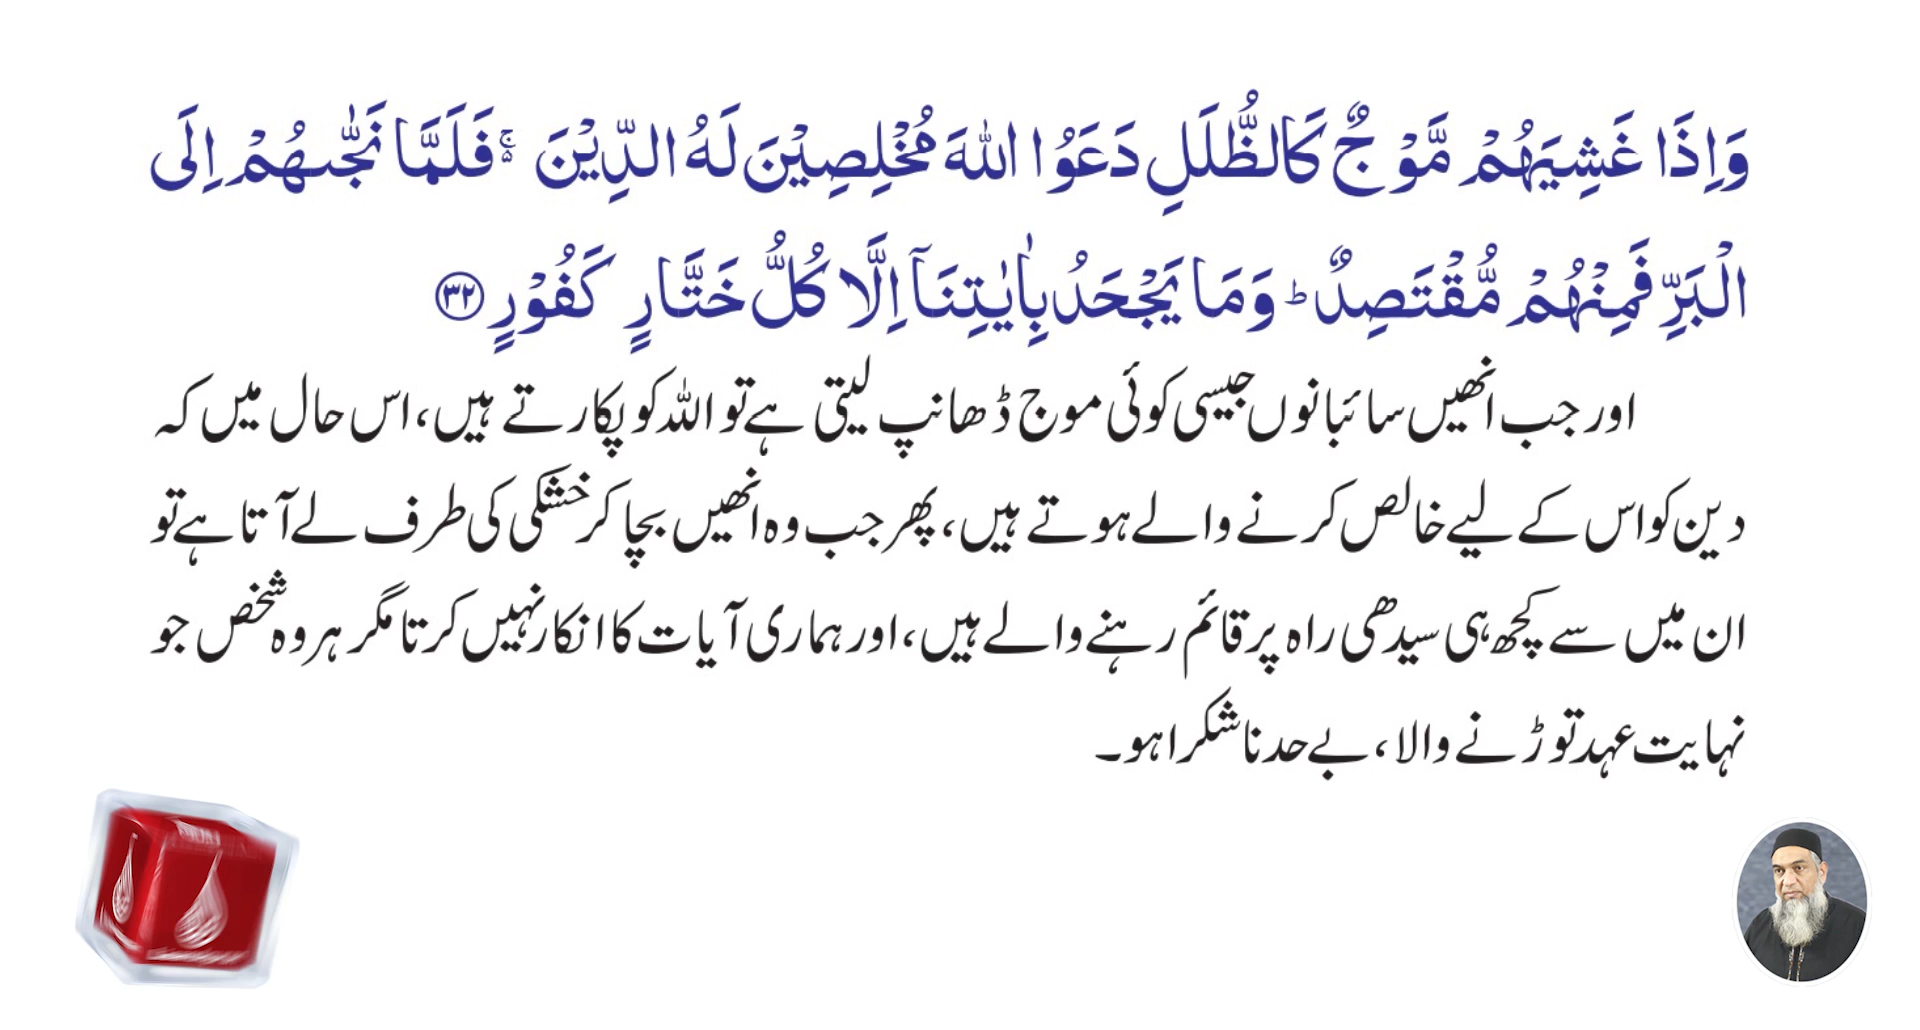 وَاِذَا غَشِيَهُمْ مَّوْجٌ كَالظُّلَلِ دَعَوُا اللّٰهَ مُخْلِصِيْنَ لَهُ الدِّيْنَ ۚ۬ فَلَمَّا نَجّٰىهُمْ اِلَى
الْبَرِّ فَمِنْهُمْ مُّقْتَصِدٌ ؕ وَمَا يَجْحَدُ بِاٰيٰتِنَاۤ اِلَّا كُلُّ خَتَّارٍ كَفُوْرٍ ﴿۳۲﴾
اور جب انھیں سائبانوں جیسی کوئی موج ڈھانپ لیتی ہے تو اللہ کو پکارتے ہیں، اس حال میں کہ
دین کو اس کے لیے خالص کرنے والے ہوتے ہیں، پھر جب وہ انھیں بچا کر خشکی کی طرف لے آتا ہے تو
ان میں سے کچھ ہی سیدھی راہ پر قائم رہنے والے ہیں، اور ہماری آیات کا انکار نہیں کرتا مگر ہر وہ شخص جو
نہایت عہد توڑنے والا، بے حد ناشکرا ہو۔